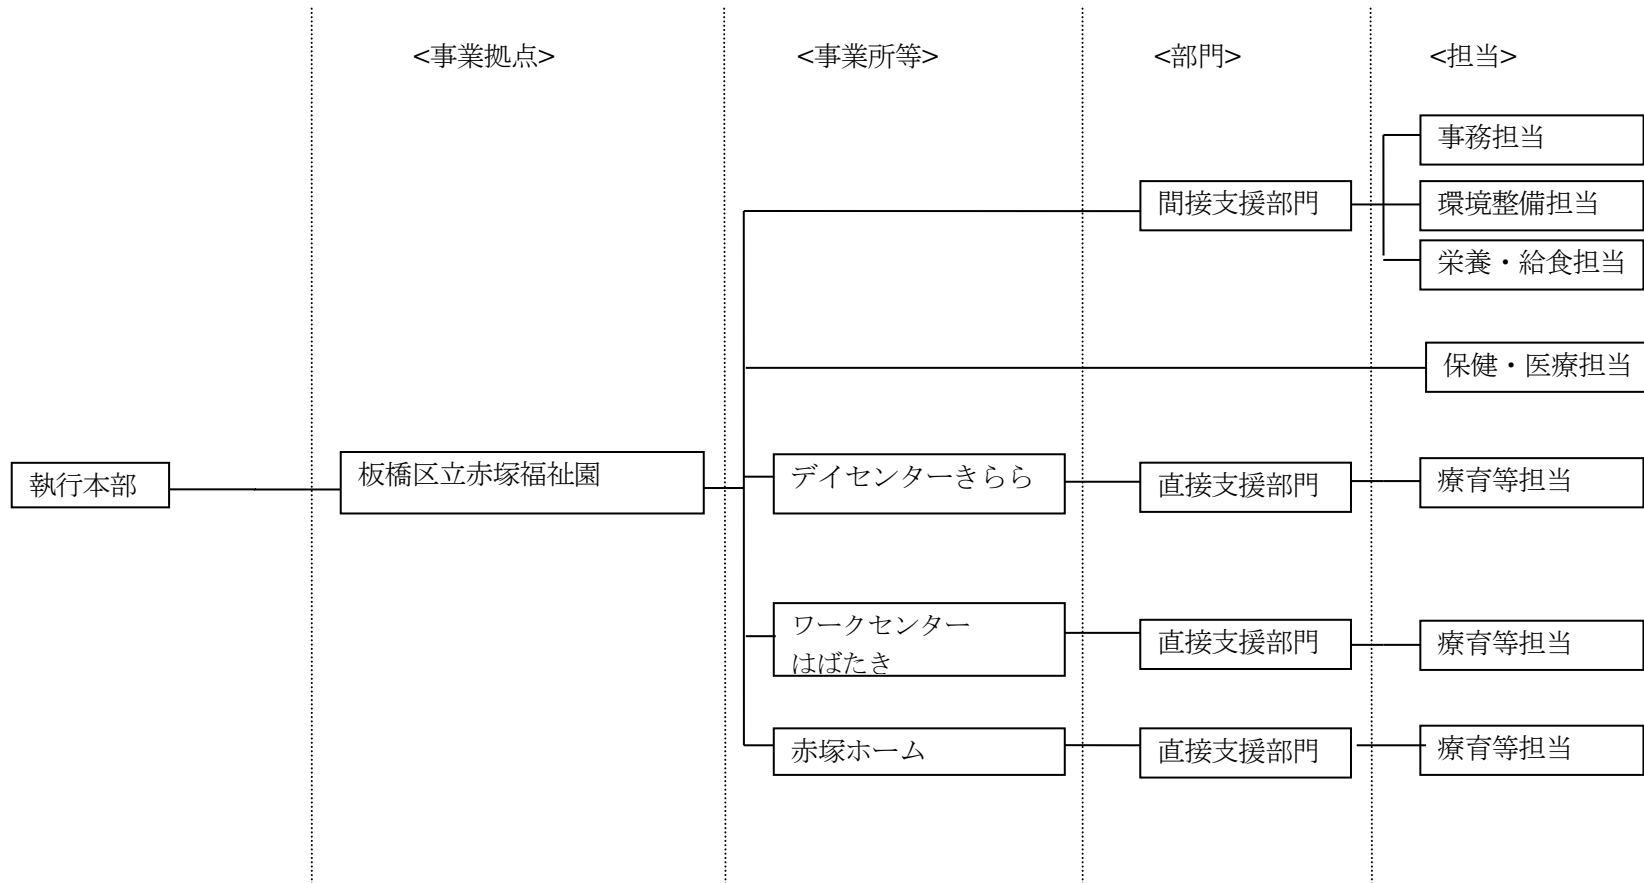 <事業拠点>
<事業所等>
<部門>
<担当>
事務担当
間接支援部門
環境整備担当
栄養・給食担当
保健・医療担当
執行本部
板橋区立赤塚福祉園
デイセンターきらら
直接支援部門
療育等担当
ワークセンター
はばたき
直接支援部門
療育等担当
赤塚ホーム
直接支援部門
療育等担当